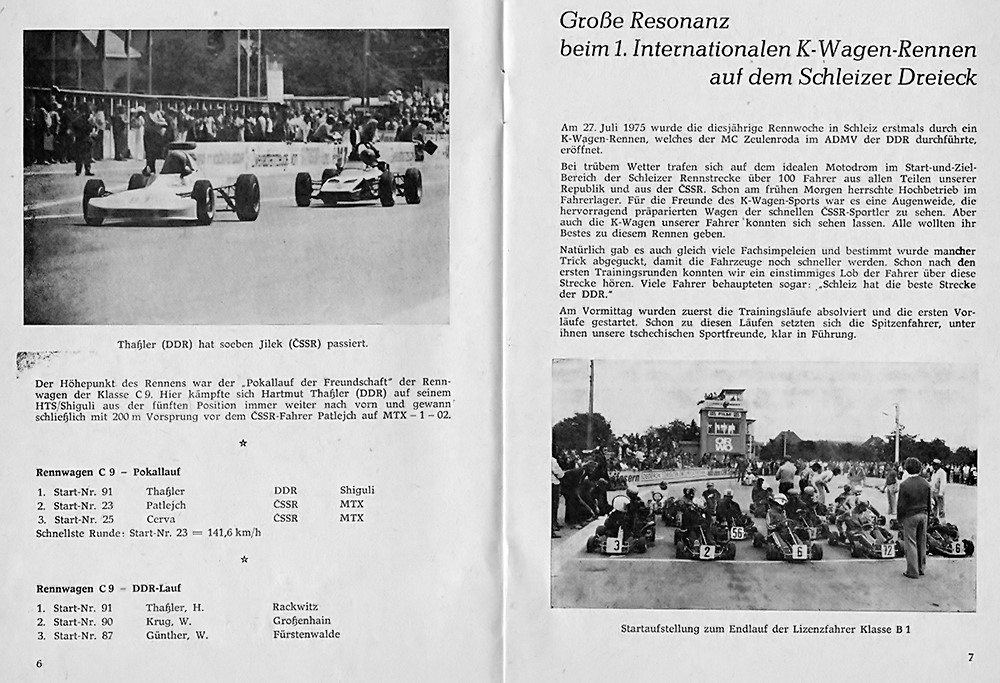 Thaßler (DDR) hat soeben Jilek (ČSSR) passiert.
Der Höhepunkt des Rennens war der „Pokallauf der Freundschaft" der Renn-
wagen der Klasse C 9. Hier kämpfte sich Hartmut Thaßler (DDR) auf seinem
HTS/Shiguli aus der fünften Position immer weiter nach vorn und gewann
schließlich mit 200 m Vorsprung vor dem ČSSR-Fahrer Patlejch auf MTX – 1 – 02.
☆
Rennwagen C 9 – Pokallauf
1. Start-Nr. 91 Thaßler DDR Shiguli
2. Start-Nr. 23 Patlejch ČSSR MTX
3. Start-Nr. 25 Cerva ČSSR MTX
Schnellste Runde: Start-Nr. 23 = 141,6 km/h
☆
Rennwagen C 9 – DDR-Lauf
1. Start-Nr. 91 Thaßler, H. Rackwitz
2. Start-Nr. 90 Krug, W. Großenhain
3. Start-Nr. 87 Günther, W. Fürstenwalde
6
Große Resonanz
beim 1. Internationalen K-Wagen-Rennen
auf dem Schleizer Dreieck
Am 27. Juli 1975 wurde die diesjährige Rennwoche in Schleiz erstmals durch ein
K-Wagen-Rennen, welches der MC Zeulenroda im ADMV der DDR durchführte,
eröffnet.
Bei trübem Wetter trafen sich auf dem idealen Motodrom im Start-und-Ziel-
Bereich der Schleizer Rennstrecke über 100 Fahrer aus allen Teilen unserer
Republik und aus der ČSSR. Schon am frühen Morgen herrschte Hochbetrieb im
Fahrerlager. Für die Freunde des K-Wagen-Sports war es eine Augenweide, die
hervorragend präparierten Wagen der schnellen ČSSR-Sportler zu sehen. Aber
auch die K-Wagen unserer Fahrer konnten sich sehen lassen. Alle wollten ihr
Bestes zu diesem Rennen geben.
Natürlich gab es auch gleich viele Fachsimpeleien und bestimmt wurde mancher
Trick abgeguckt, damit die Fahrzeuge noch schneller werden. Schon nach den
ersten Trainingsrunden konnten wir ein einstimmiges Lob der Fahrer über diese
Strecke hören. Viele Fahrer behaupteten sogar: „Schleiz hat die beste Strecke
der DDR."
Am Vormittag wurden zuerst die Trainingsläufe absolviert und die ersten Vor-
läufe gestartet. Schon zu diesen Läufen setzten sich die Spitzenfahrer, unter
ihnen unsere tschechischen Sportfreunde, klar in Führung.
3 2 56 6 12 6
Startaufstellung zum Endlauf der Lizenzfahrer Klasse B 1
7